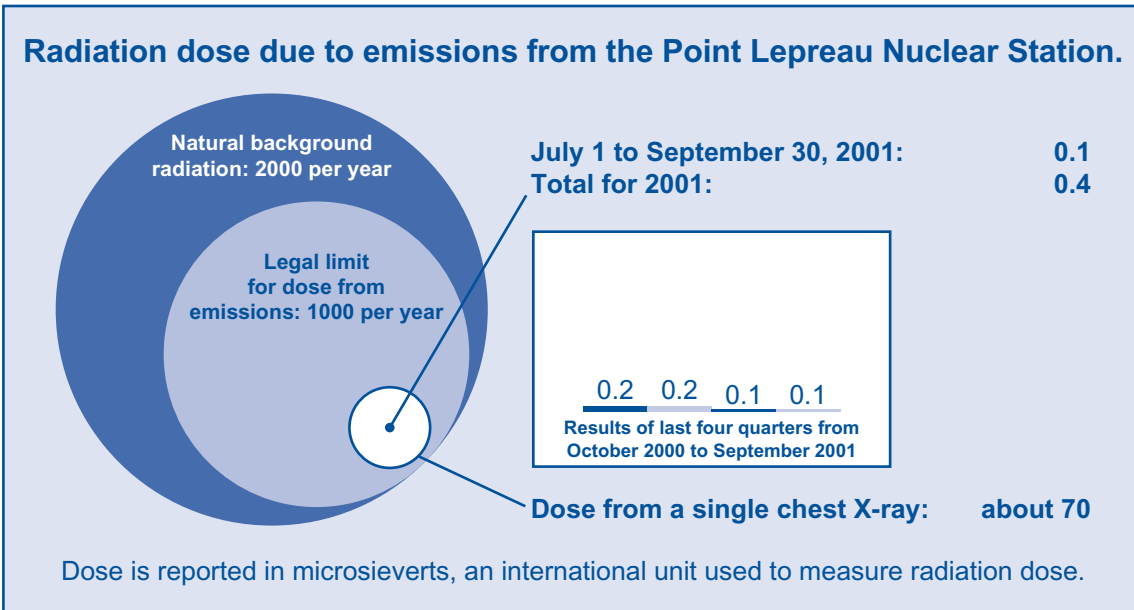 Radiation dose due to emissions from the Point Lepreau Nuclear Station.
Natural background
radiation: 2000 per year
Legal limit
for dose from
emissions: 1000 per year
July 1 to September 30, 2001: 0.1
Total for 2001: 0.4
0.2 0.2 0.1 0.1
Results of last four quarters from
October 2000 to September 2001
Dose from a single chest X-ray: about 70
Dose is reported in microsieverts, an international unit used to measure radiation dose.